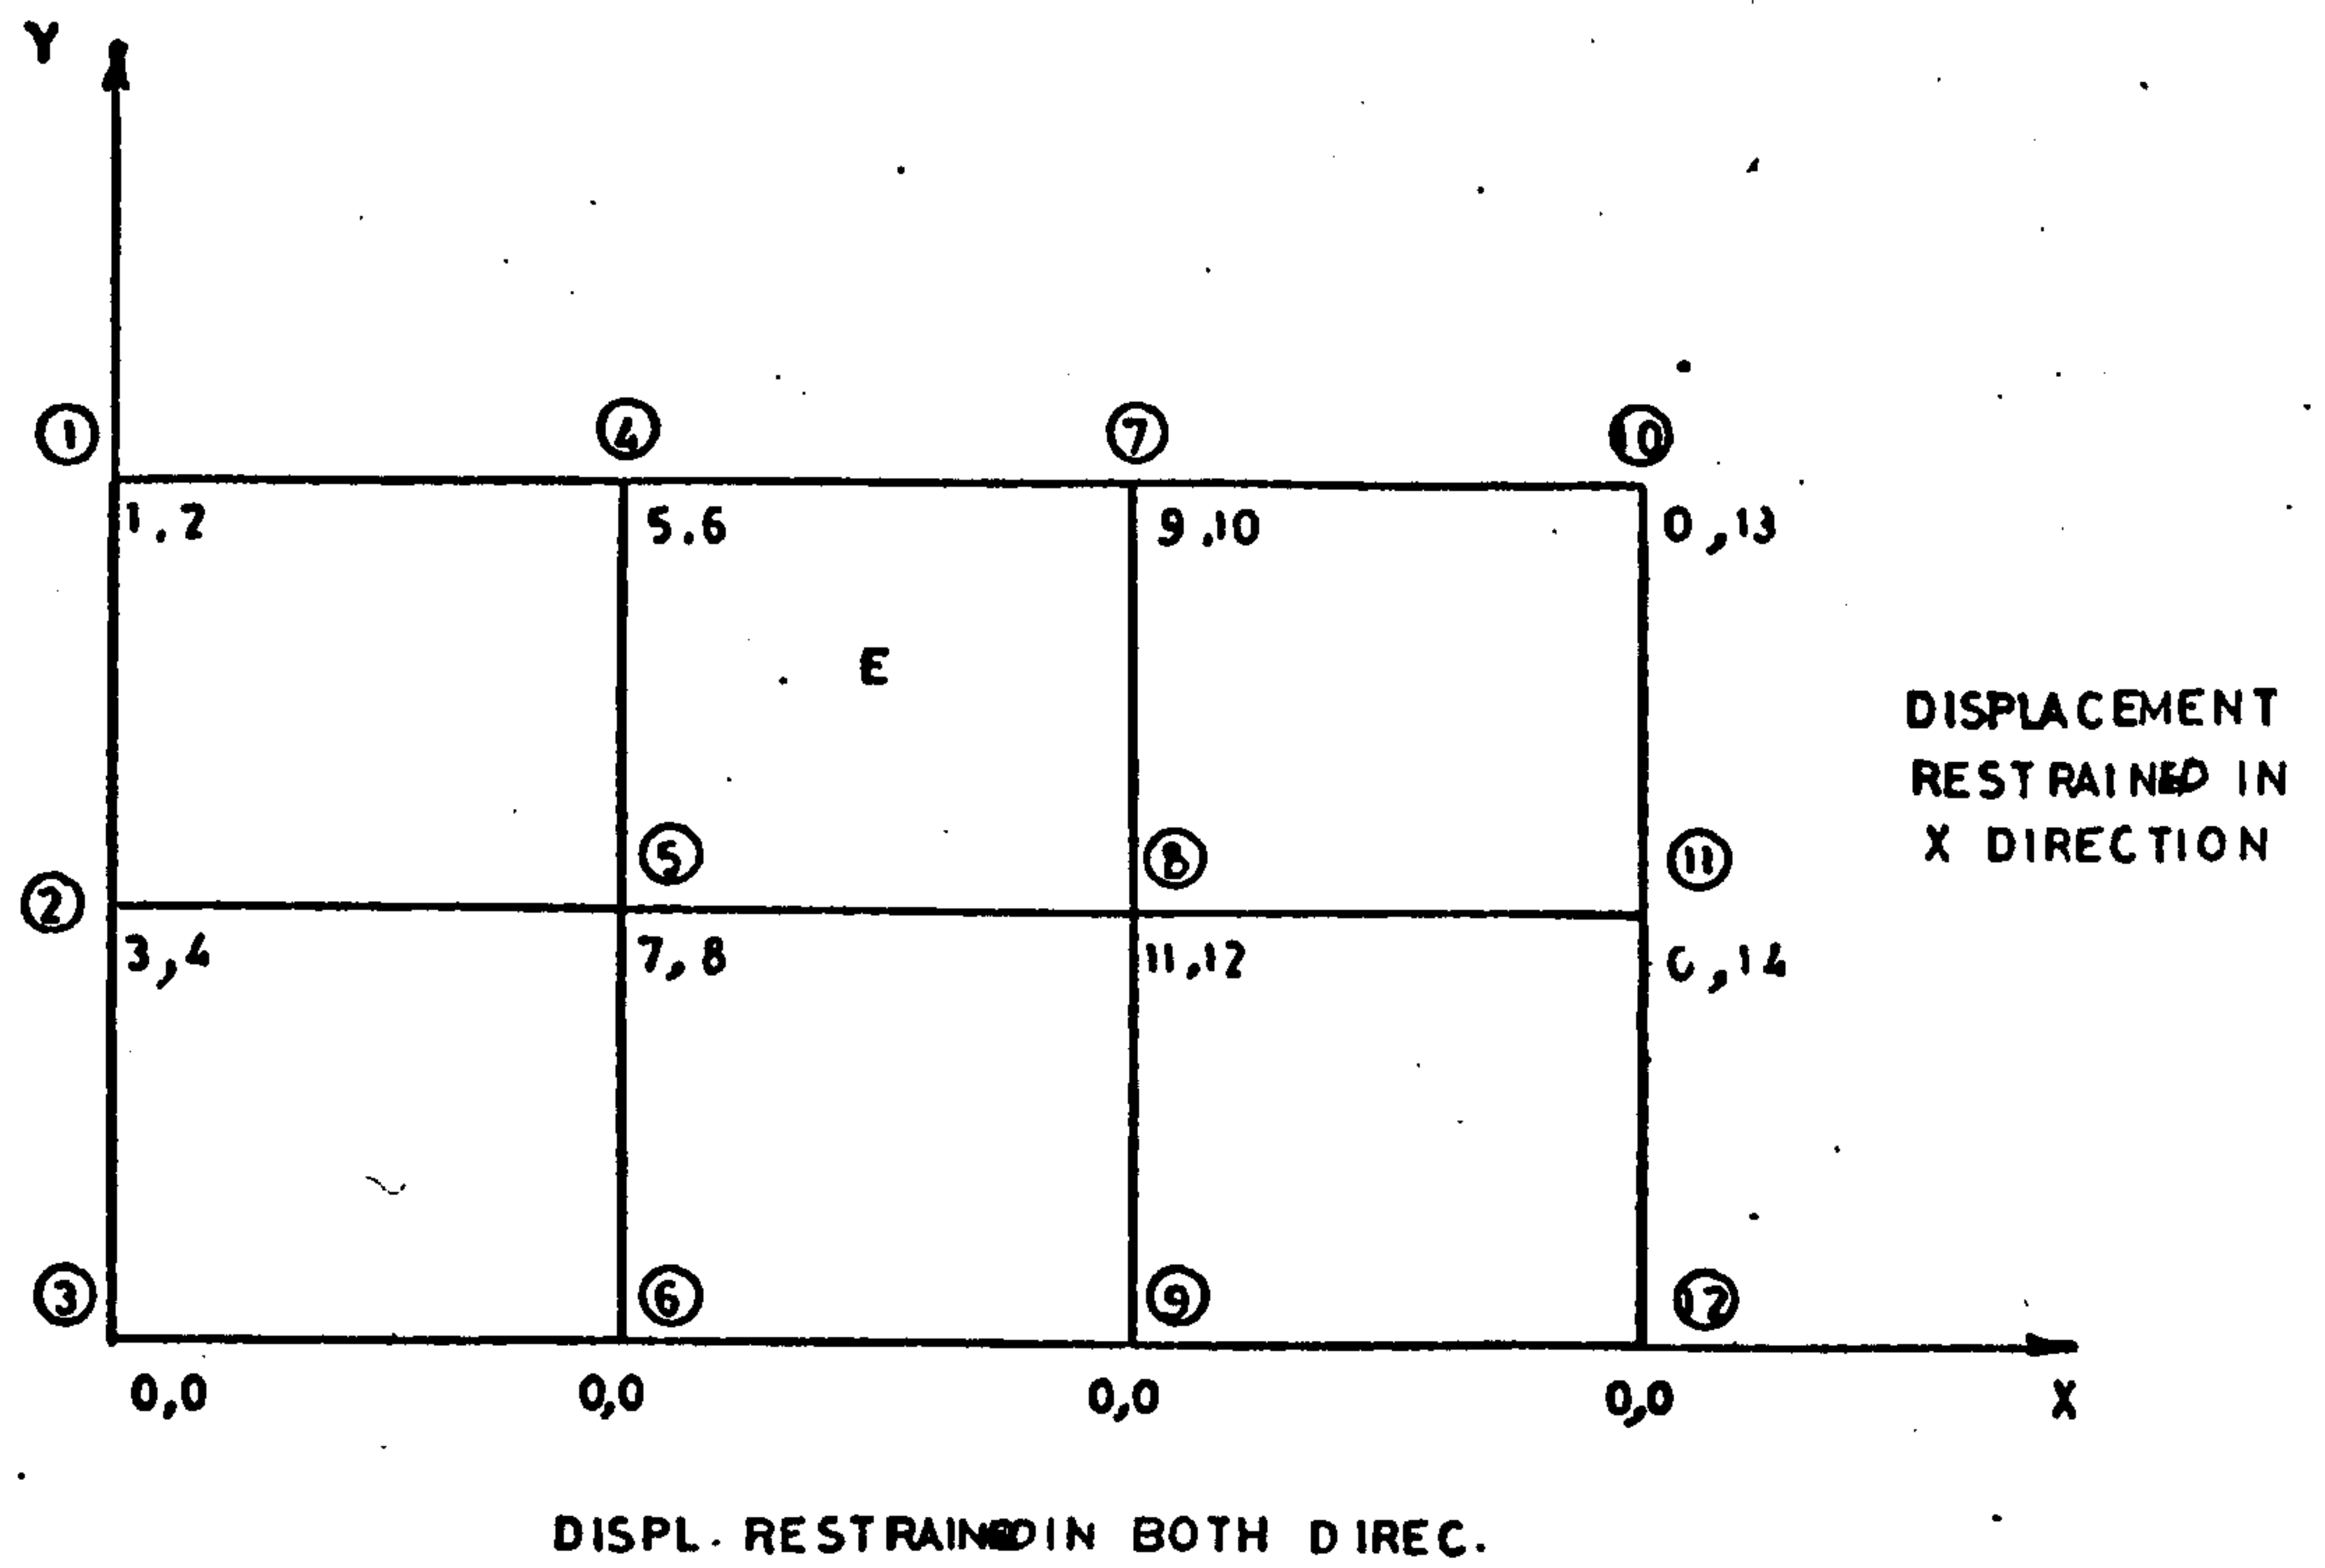 Y
1 4 7 10
1,2 5.6 9,10 0,13
E
DISPLACEMENT
RESTRAINED IN
X DIRECTION
5 8 11
2
3,4 7,8 11,12 0,14
3 6 9 12
0,0 0,0 0,0 0,0 X
DISPL. RESTRAINED IN BOTH DIREC.